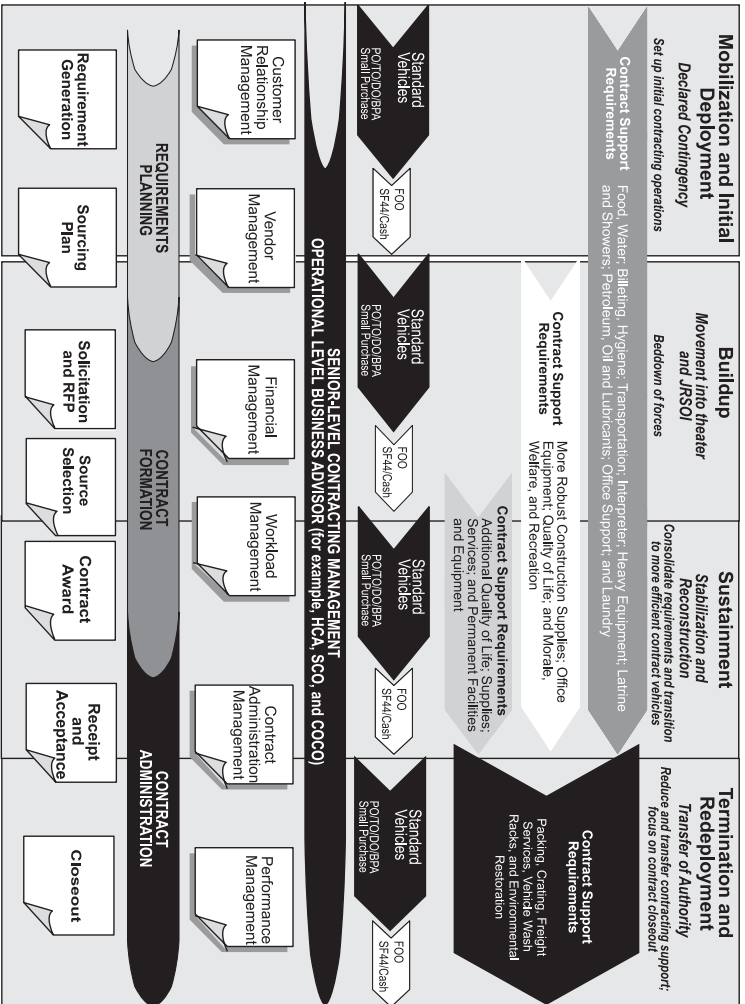 Mobilization and Initial
Deployment
Declared Contingency
Set up initial contracting operations
Buildup
Movement into theater
and JRSOI
Beddown of forces
Sustainment
Stabilization and
Reconstruction
Consolidate requirements and transition
to more efficient contract vehicles
Termination and
Redeployment
Transfer of Authority
Reduce and transfer contracting support;
focus on contract closeout
Contract Support
Requirements
Food, Water; Billeting, Hygiene; Transportation; Interpreter; Heavy Equipment; Latrine
and Showers; Petroleum, Oil and Lubricants; Office Support; and Laundry
Contract Support
Requirements
More Robust Construction Supplies; Office
Equipment; Quality of Life; and Morale,
Welfare, and Recreation
Contract Support Requirements
Additional Quality of Life; Supplies;
Services; and Permanent Facilities
and Equipment
Contract Support
Requirements
Packing, Crating, Freight
Services, Vehicle Wash
Racks, and Environmental
Restoration
Standard
Vehicles
PO/TO/DO/BPA
Small Purchase
FOO
SF44/Cash
Standard
Vehicles
PO/TO/DO/BPA
Small Purchase
FOO
SF44/Cash
Standard
Vehicles
PO/TO/DO/BPA
Small Purchase
FOO
SF44/Cash
Standard
Vehicles
PO/TO/DO/BPA
Small Purchase
FOO
SF44/Cash
SENIOR-LEVEL CONTRACTING MANAGEMENT
OPERATIONAL LEVEL BUSINESS ADVISOR (for example, HCA, SCO, and COCO)
Customer
Relationship
Management
Vendor
Management
Financial
Management
Workload
Management
Contract
Administration
Management
Performance
Management
REQUIREMENTS
PLANNING
CONTRACT
FORMATION
CONTRACT
ADMINISTRATION
Requirement
Generation
Sourcing
Plan
Solicitation
and RFP
Source
Selection
Contract
Award
Receipt
and
Acceptance
Closeout